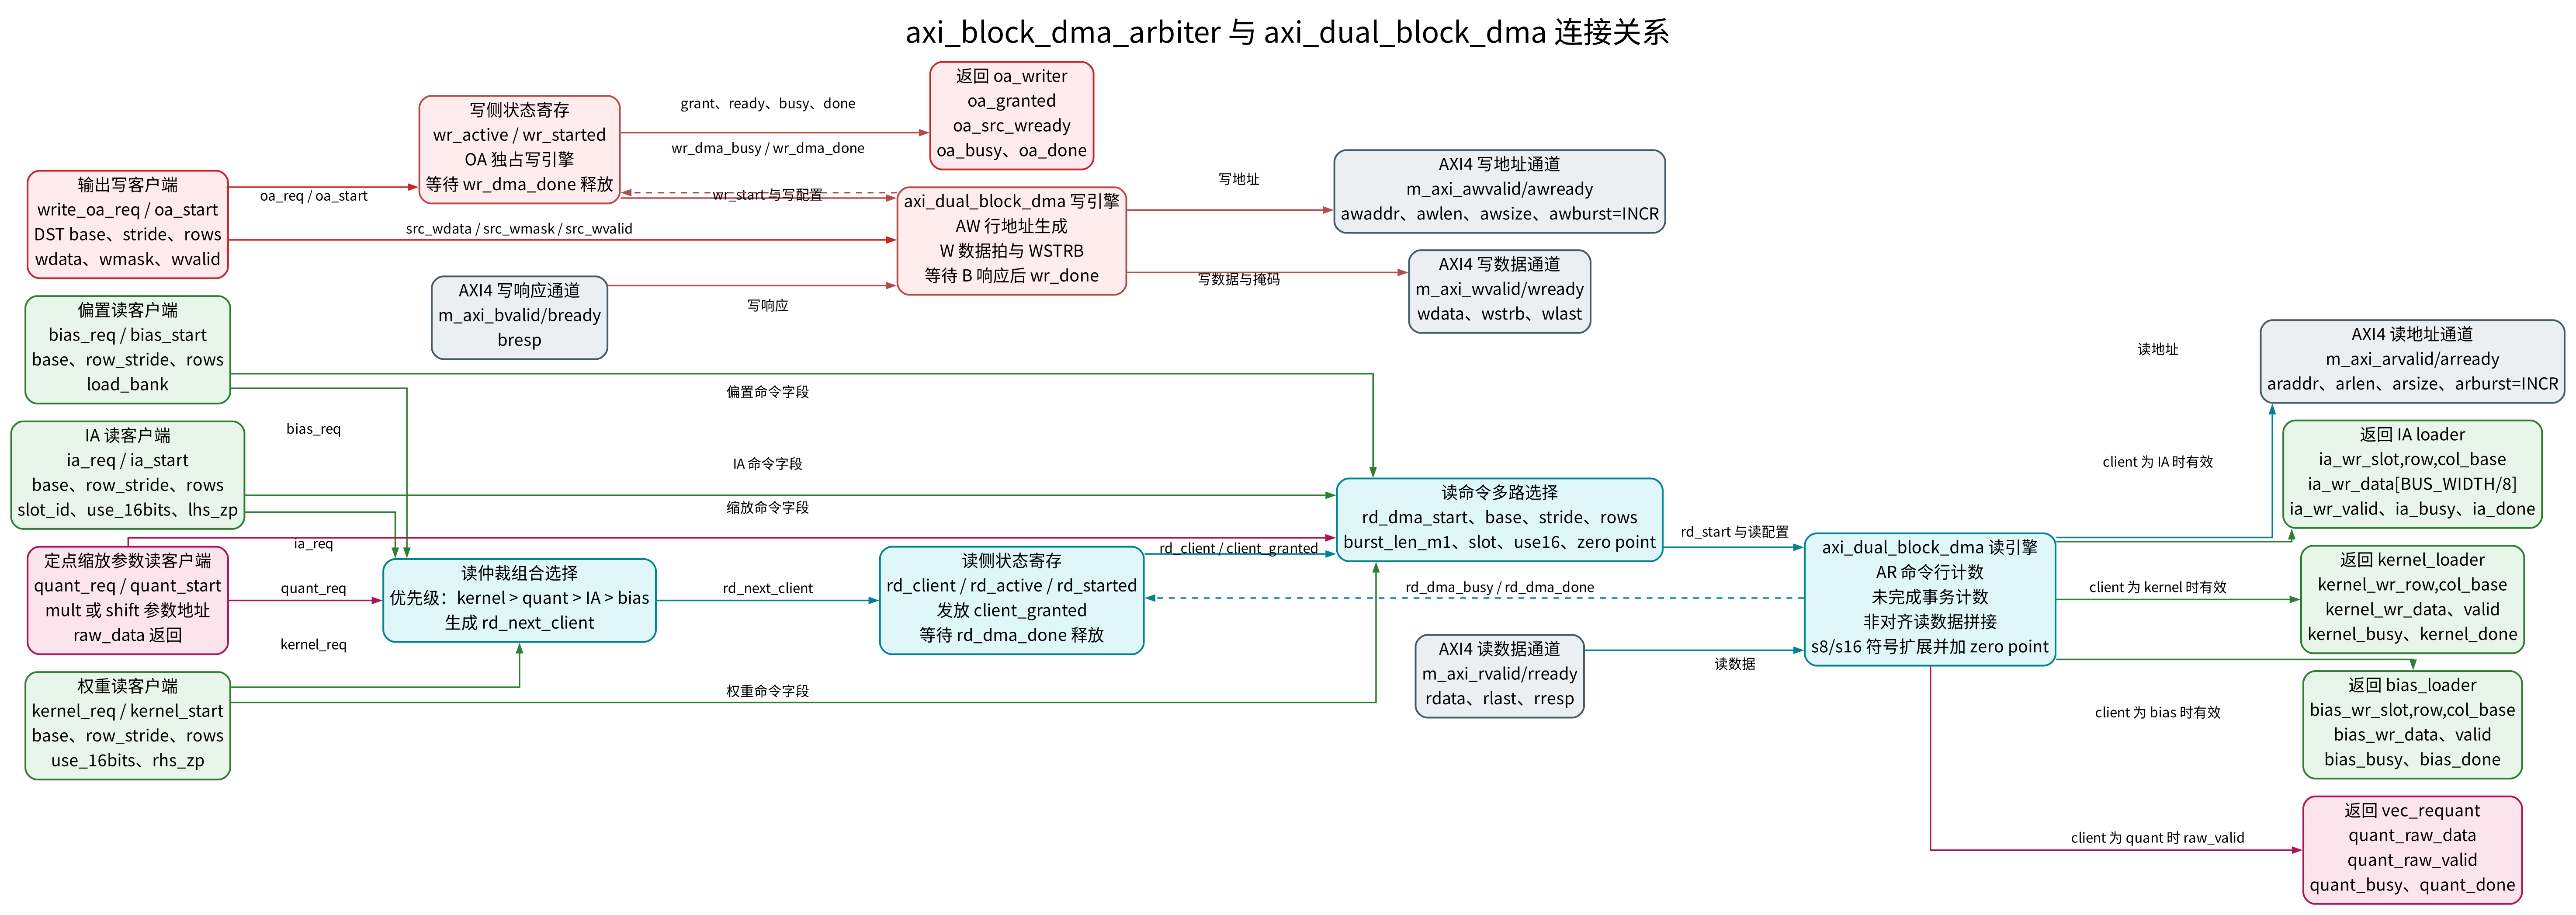 axi_block_dma_arbiter 与 axi_dual_block_dma 连接关系
返回 oa_writer
oa_granted
oa_src_wready
oa_busy、oa_done
写侧状态寄存
wr_active / wr_started
OA 独占写引擎
等待 wr_dma_done 释放
grant、ready、busy、done
wr_dma_busy / wr_dma_done
输出写客户端
write_oa_req / oa_start
DST base、stride、rows
wdata、wmask、wvalid
oa_req / oa_start
wr_start 与写配置
src_wdata / src_wmask / src_wvalid
axi_dual_block_dma 写引擎
AW 行地址生成
W 数据拍与 WSTRB
等待 B 响应后 wr_done
写地址
AXI4 写地址通道
m_axi_awvalid/awready
awaddr、awlen、awsize、awburst=INCR
写数据与掩码
AXI4 写数据通道
m_axi_wvalid/wready
wdata、wstrb、wlast
AXI4 写响应通道
m_axi_bvalid/bready
bresp
写响应
偏置读客户端
bias_req / bias_start
base、row_stride、rows
load_bank
偏置命令字段
bias_req
IA 读客户端
ia_req / ia_start
base、row_stride、rows
slot_id、use_16bits、lhs_zp
IA 命令字段
缩放命令字段
ia_req
定点缩放参数读客户端
quant_req / quant_start
mult 或 shift 参数地址
raw_data 返回
quant_req
kernel_req
权重读客户端
kernel_req / kernel_start
base、row_stride、rows
use_16bits、rhs_zp
权重命令字段
读仲裁组合选择
优先级：kernel > quant > IA > bias
生成 rd_next_client
rd_next_client
读侧状态寄存
rd_client / rd_active / rd_started
发放 client_granted
等待 rd_dma_done 释放
rd_client / client_granted
读命令多路选择
rd_dma_start、base、stride、rows
burst_len_m1、slot、use16、zero point
rd_start 与读配置
rd_dma_busy / rd_dma_done
AXI4 读数据通道
m_axi_rvalid/rready
rdata、rlast、rresp
读数据
axi_dual_block_dma 读引擎
AR 命令行计数
未完成事务计数
非对齐读数据拼接
s8/s16 符号扩展并加 zero point
读地址
AXI4 读地址通道
m_axi_arvalid/arready
araddr、arlen、arsize、arburst=INCR
client 为 IA 时有效
返回 IA loader
ia_wr_slot,row,col_base
ia_wr_data[BUS_WIDTH/8]
ia_wr_valid、ia_busy、ia_done
client 为 kernel 时有效
返回 kernel_loader
kernel_wr_row,col_base
kernel_wr_data、valid
kernel_busy、kernel_done
client 为 bias 时有效
返回 bias_loader
bias_wr_slot,row,col_base
bias_wr_data、valid
bias_busy、bias_done
client 为 quant 时 raw_valid
返回 vec_requant
quant_raw_data
quant_raw_valid
quant_busy、quant_done